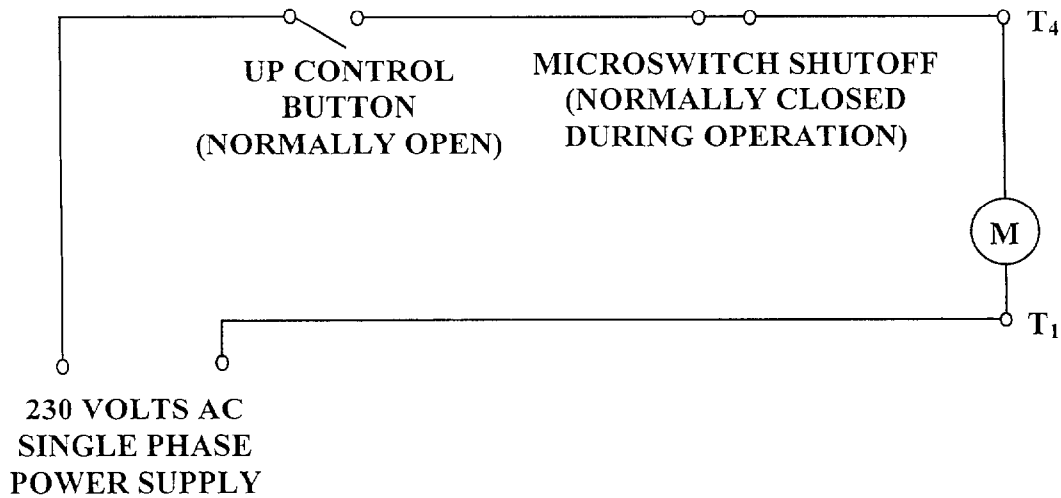 T₄
UP CONTROL
BUTTON
(NORMALLY OPEN)
MICROSWITCH SHUTOFF
(NORMALLY CLOSED
DURING OPERATION)
M
T₁
230 VOLTS AC
SINGLE PHASE
POWER SUPPLY